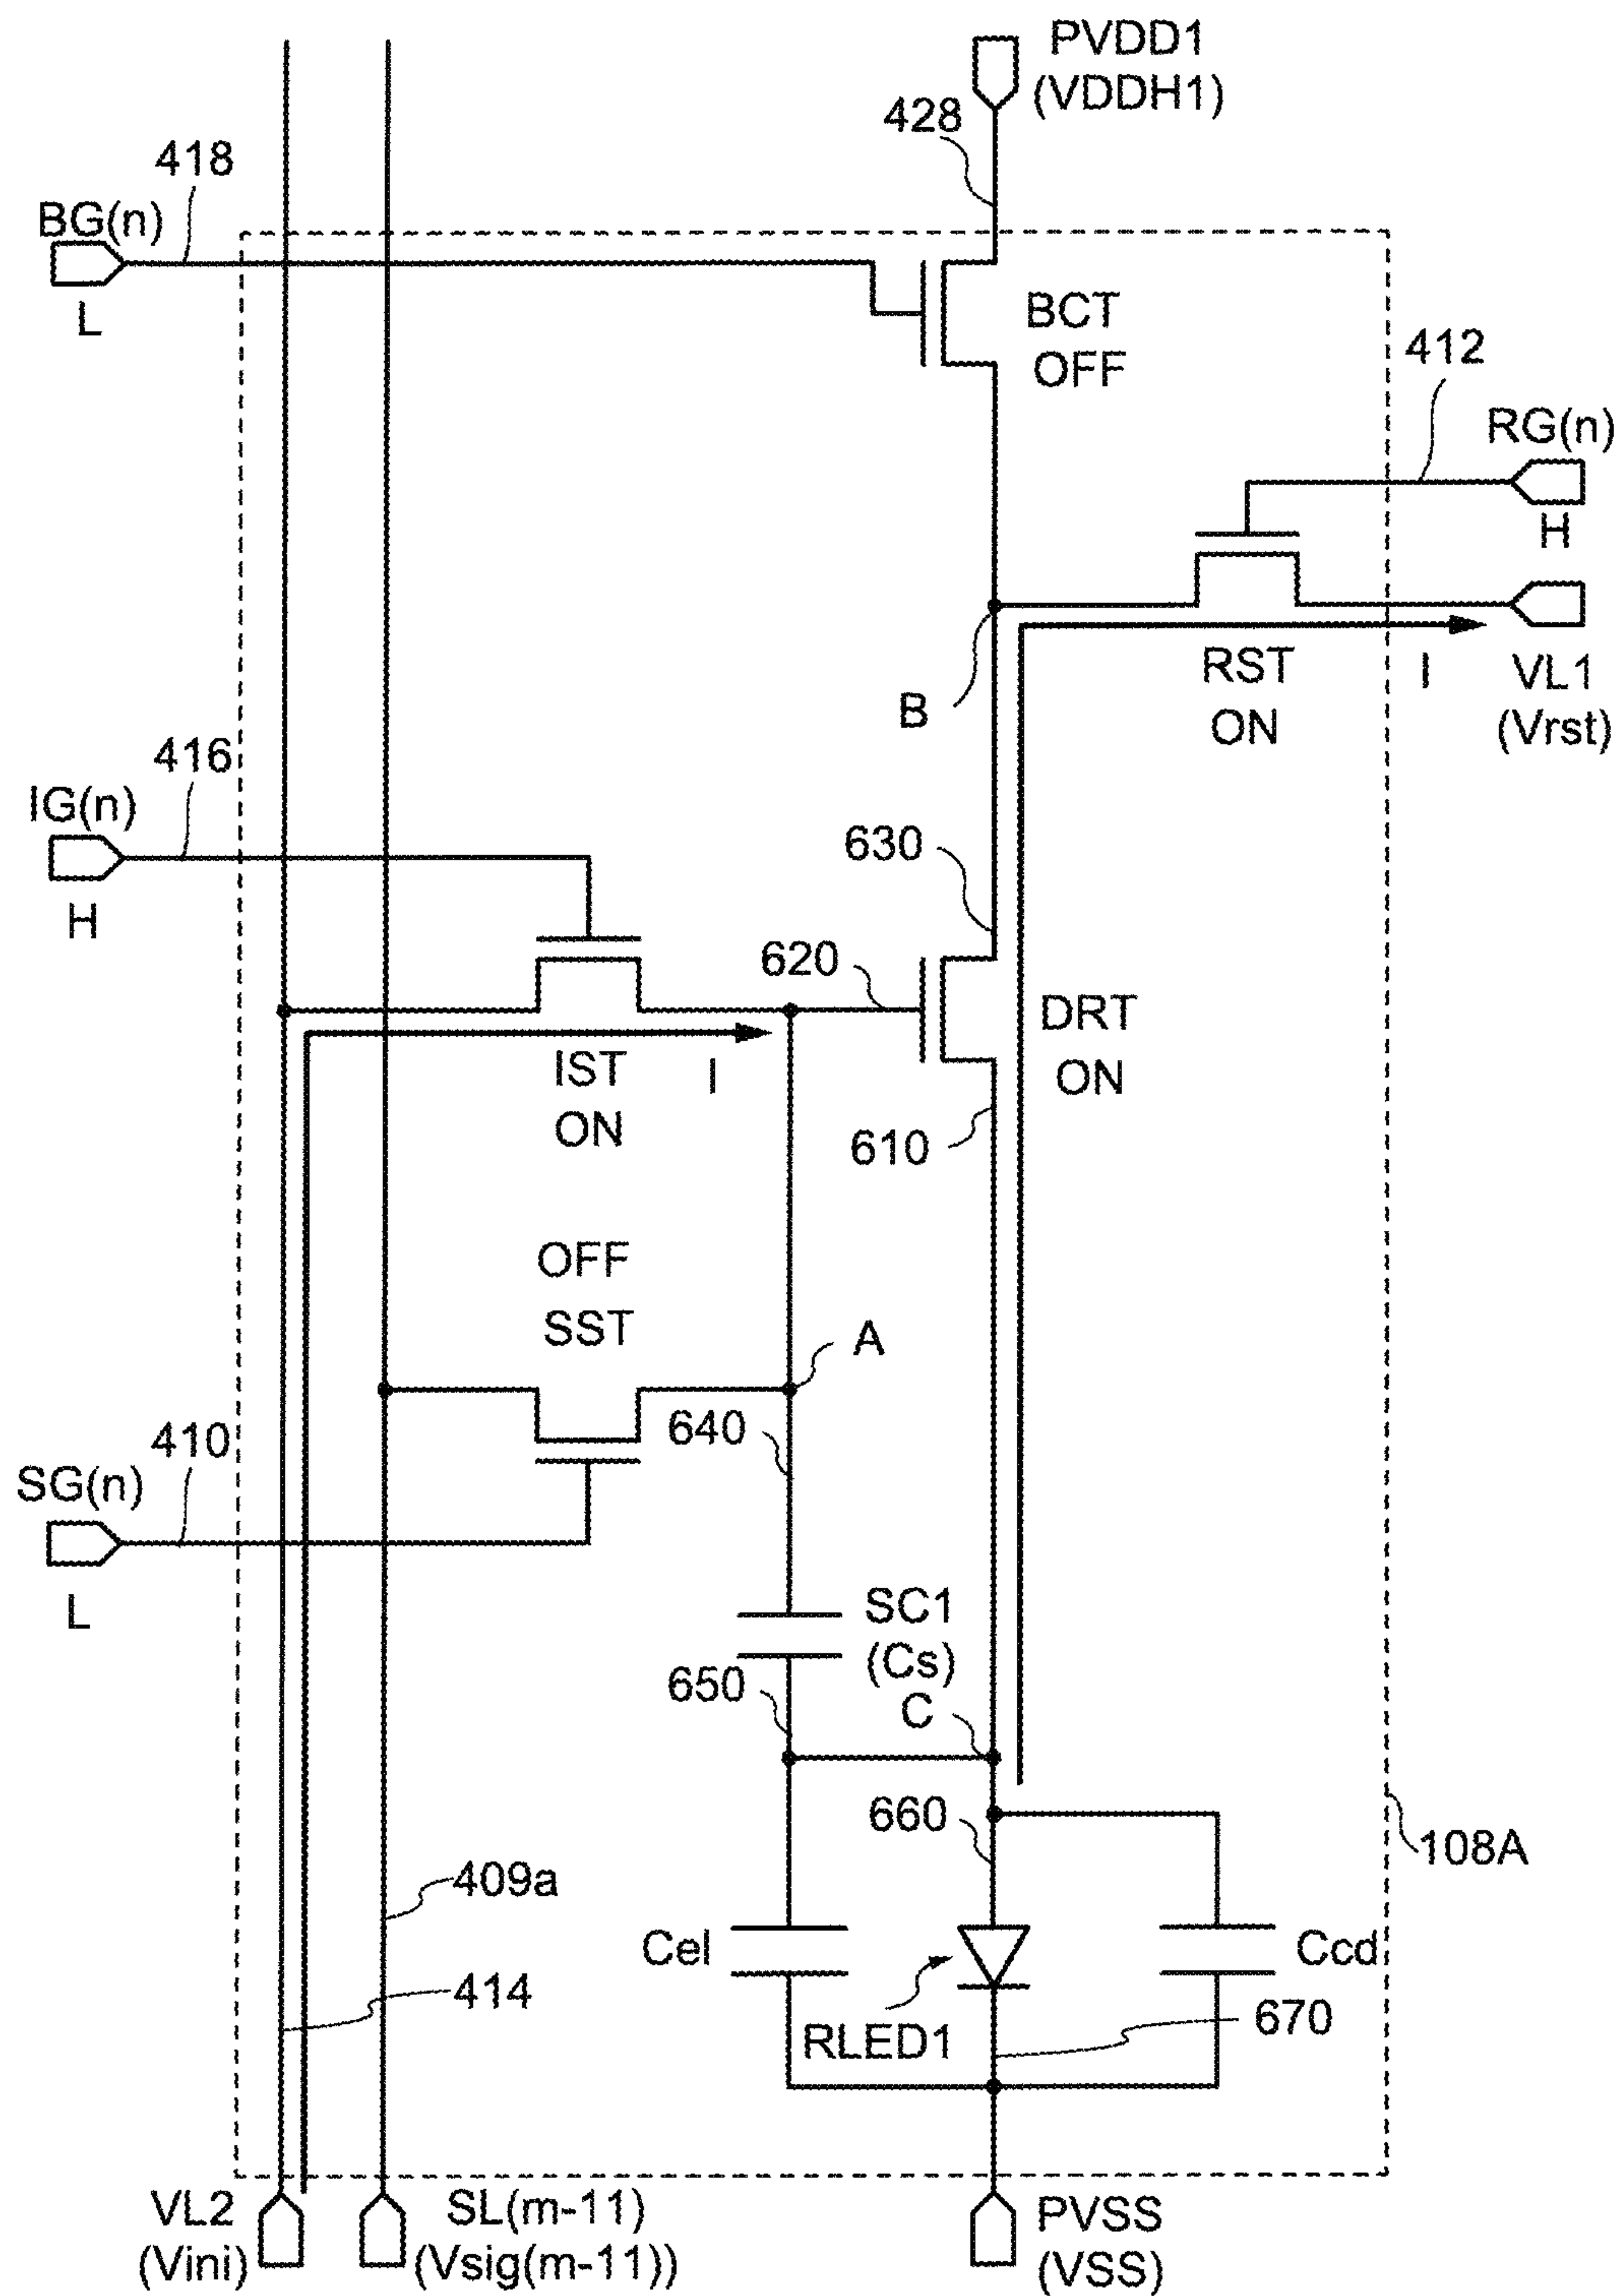 PVDD1
(VDDH1)
428
418
BG(n)
L
BCT
OFF
412
RG(n)
H
B
RST
ON
I
VL1
(Vrst)
416
IG(n)
H
630
620
DRT
ON
IST
ON
I
610
OFF
SST
A
640
410
SG(n)
L
SC1
(Cs)
650
C
660
108A
409a
Cel
Ccd
414
RLED1
670
VL2
(Vini)
SL(m-11)
(Vsig(m-11))
PVSS
(VSS)